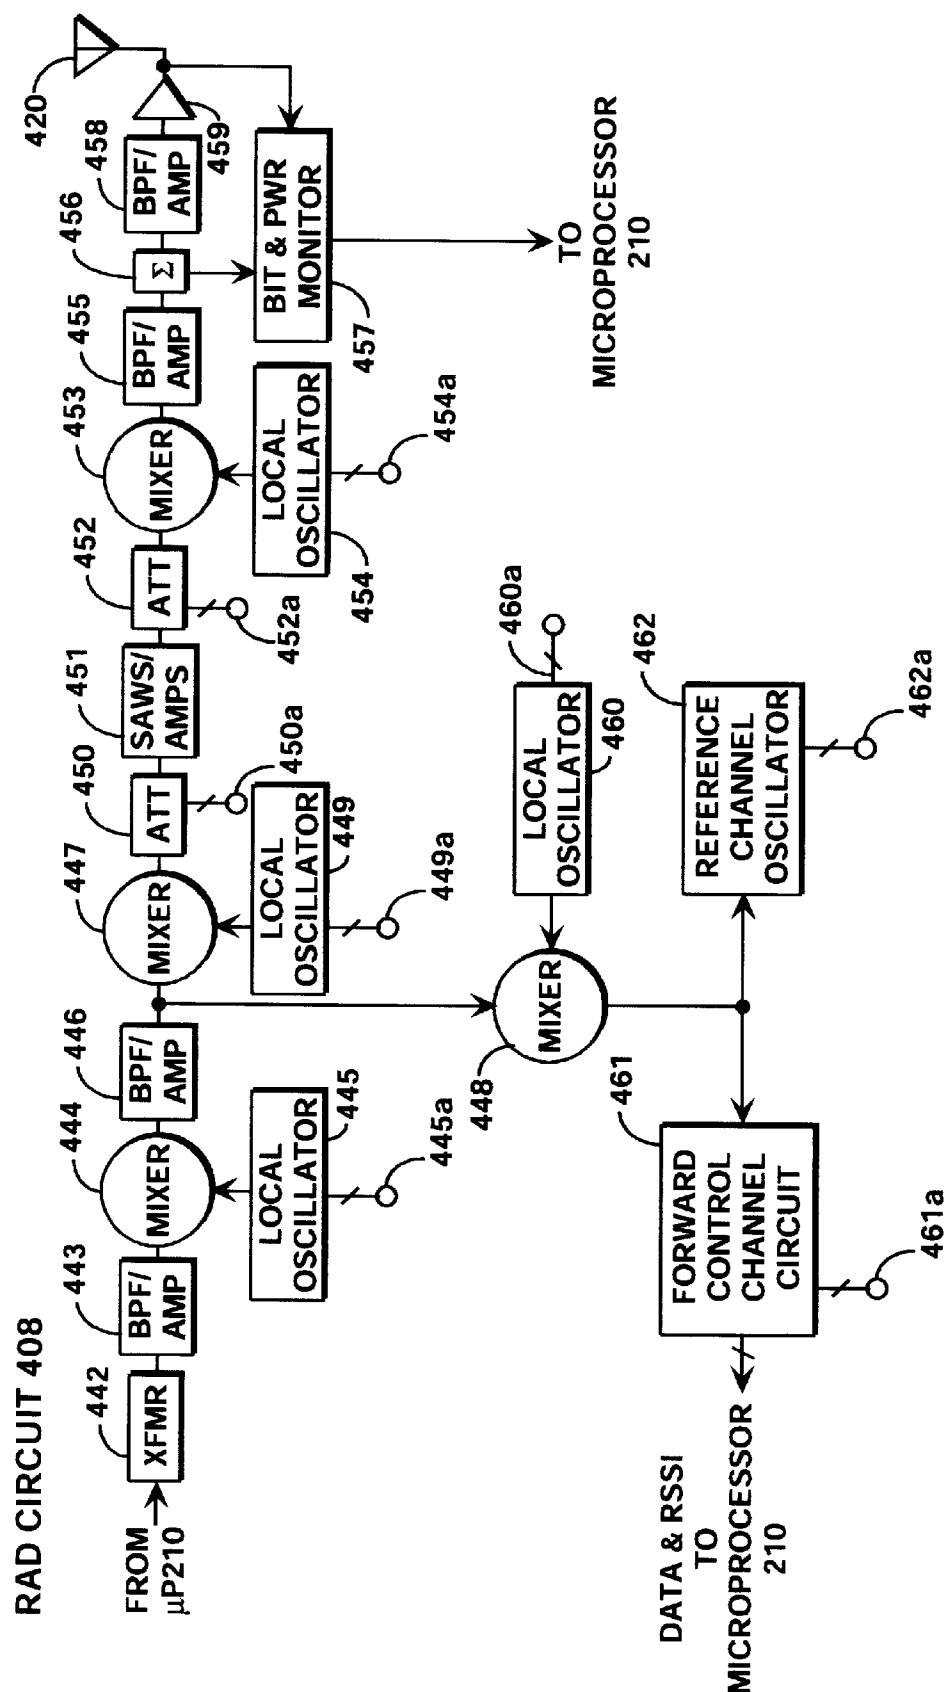 RAD CIRCUIT 408
FROM
µP210
442
XFMR
443
BPF/
AMP
444
MIXER
LOCAL
OSCILLATOR
445
445a
446
BPF/
AMP
447
MIXER
LOCAL
OSCILLATOR
449
449a
450
ATT
450a
451
SAWS/
AMPS
452
ATT
452a
453
MIXER
LOCAL
OSCILLATOR
454
454a
455
BPF/
AMP
456
Σ
458
BPF/
AMP
459
420
BIT & PWR
MONITOR
457
TO
MICROPROCESSOR
210
MIXER
448
LOCAL
OSCILLATOR
460
460a
461
FORWARD
CONTROL
CHANNEL
CIRCUIT
461a
462
REFERENCE
CHANNEL
OSCILLATOR
462a
DATA & RSSI
TO
MICROPROCESSOR
210